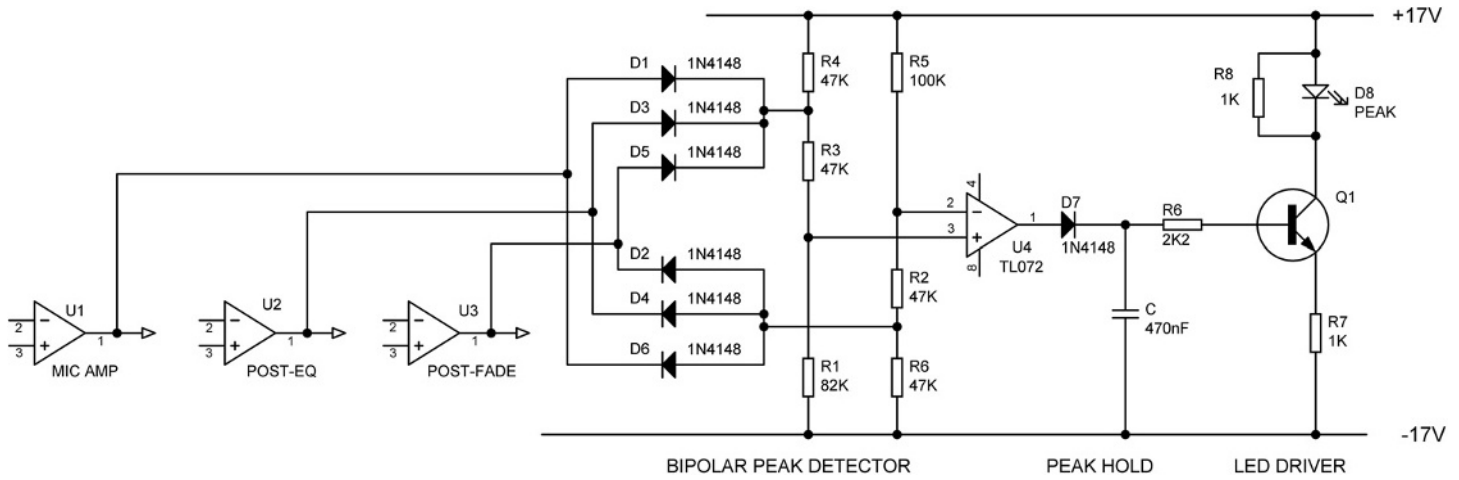 +17V
D1 1N4148
R4
47K
R5
100K
R8
1K
D8
PEAK
D3 1N4148
D5 1N4148
R3
47K
4
2
−
3
+
1
8
U4
TL072
D7
1N4148
R6
2K2
Q1
D2 1N4148
D4 1N4148
D6 1N4148
R2
47K
C
470nF
R7
1K
R1
82K
R6
47K
U1
2
−
3
+
1
MIC AMP
U2
2
−
3
+
1
POST-EQ
U3
2
−
3
+
1
POST-FADE
-17V
BIPOLAR PEAK DETECTOR
PEAK HOLD
LED DRIVER